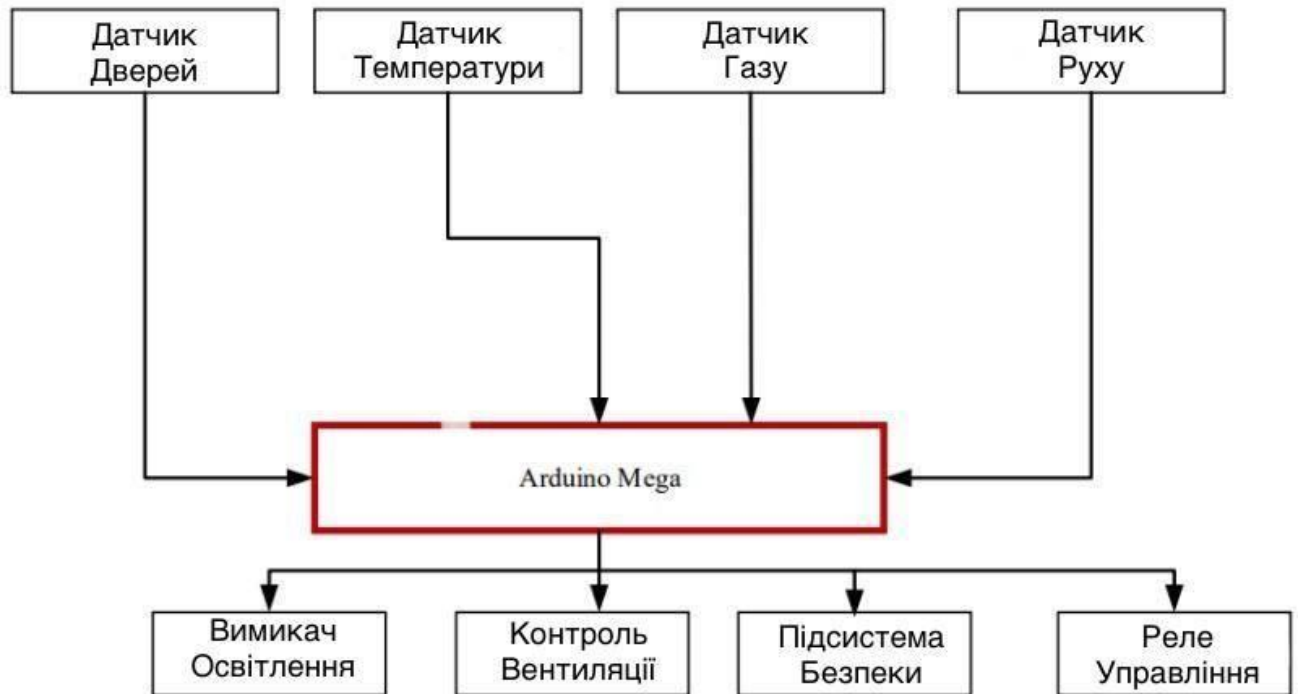 Датчик
Дверей
Датчик
Температури
Датчик
Газу
Датчик
Руху
Arduino Mega
Вимикач
Освітлення
Контроль
Вентиляції
Підсистема
Безпеки
Реле
Управління